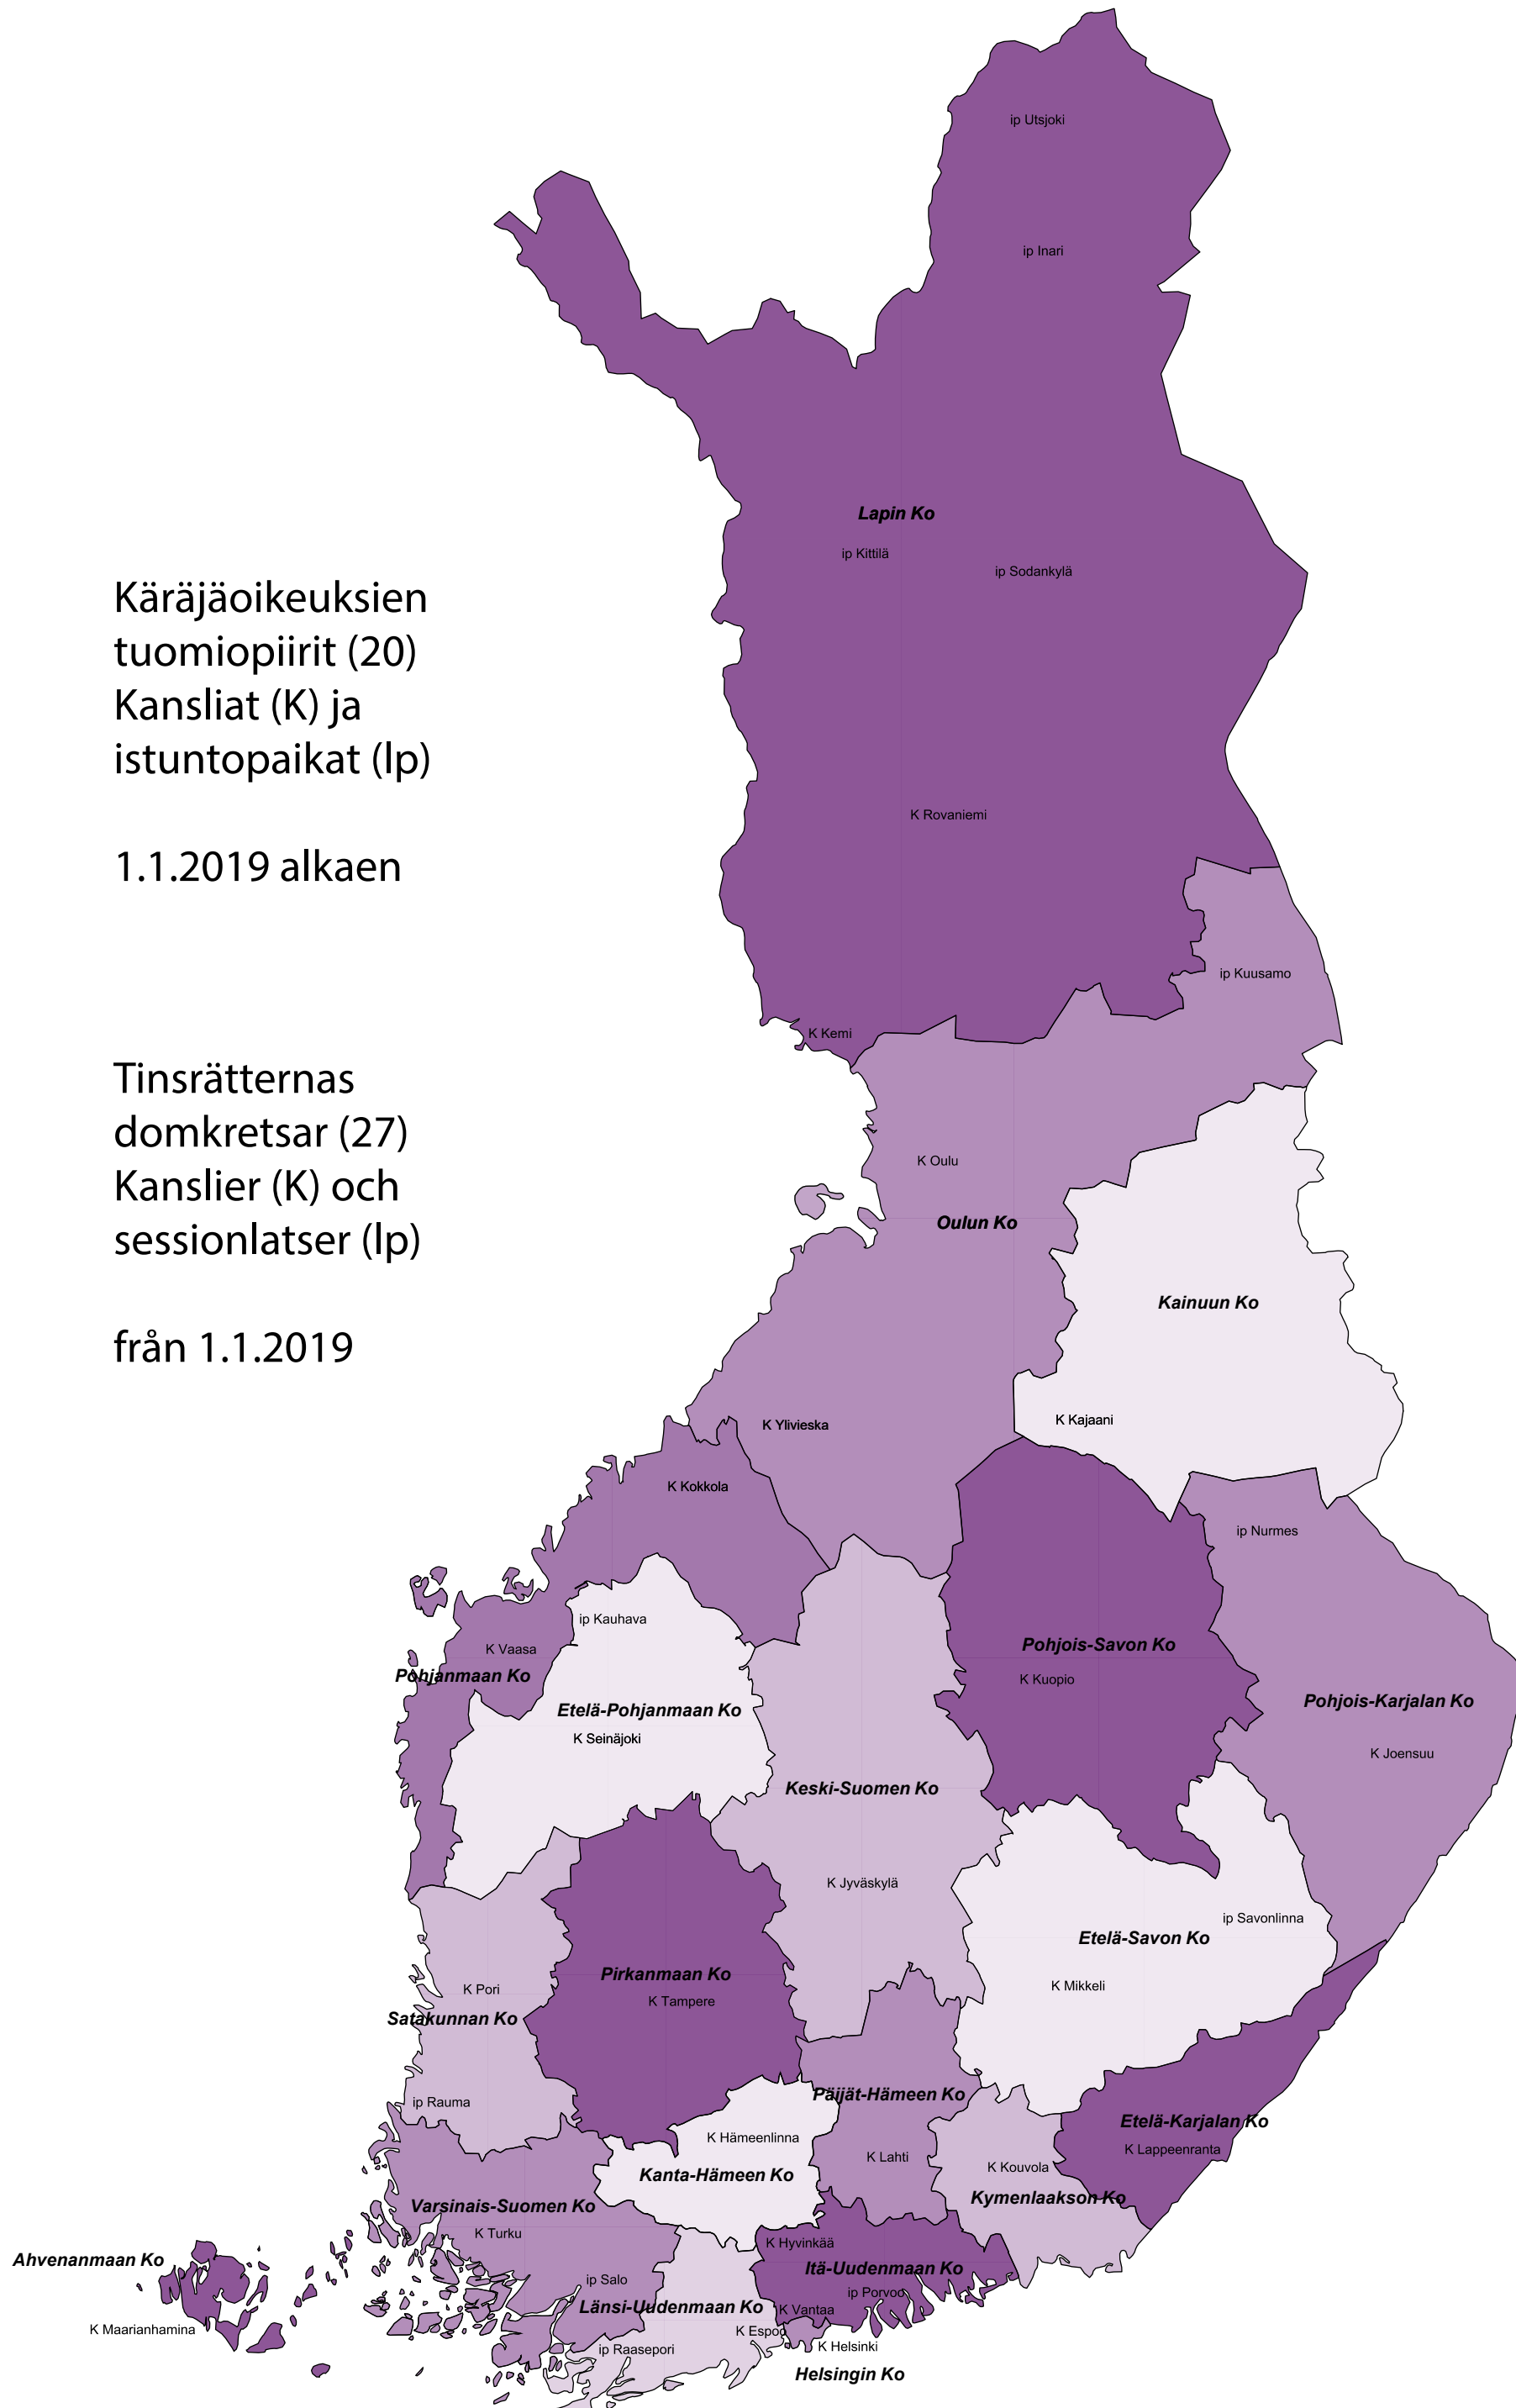 ip Utsjoki
ip Inari
Lapin Ko
ip Kittilä
ip Sodankylä
Käräjäoikeuksien
tuomiopiirit (20)
Kansliat (K) ja
istuntopaikat (lp)
1.1.2019 alkaen
K Rovaniemi
ip Kuusamo
K Kemi
Tinsrätternas
domkretsar (27)
Kanslier (K) och
sessionlatser (lp)
från 1.1.2019
K Oulu
Oulun Ko
Kainuun Ko
K Kajaani
K Ylivieska
K Kokkola
ip Nurmes
ip Kauhava
K Vaasa
Pohjanmaan Ko
Pohjois-Savon Ko
K Kuopio
Pohjois-Karjalan Ko
K Joensuu
Etelä-Pohjanmaan Ko
K Seinäjoki
Keski-Suomen Ko
K Jyväskylä
ip Savonlinna
Etelä-Savon Ko
K Mikkeli
Pirkanmaan Ko
K Tampere
K Pori
Satakunnan Ko
ip Rauma
Päijät-Hämeen Ko
K Lahti
Etelä-Karjalan Ko
K Lappeenranta
K Hämeenlinna
Kanta-Hämeen Ko
K Kouvola
Kymenlaakson Ko
Varsinais-Suomen Ko
K Turku
K Hyvinkää
Itä-Uudenmaan Ko
Ahvenanmaan Ko
K Maarianhamina
ip Salo
ip Porvoo
Länsi-Uudenmaan Ko
K Vantaa
K Espoo
K Helsinki
ip Raasepori
Helsingin Ko